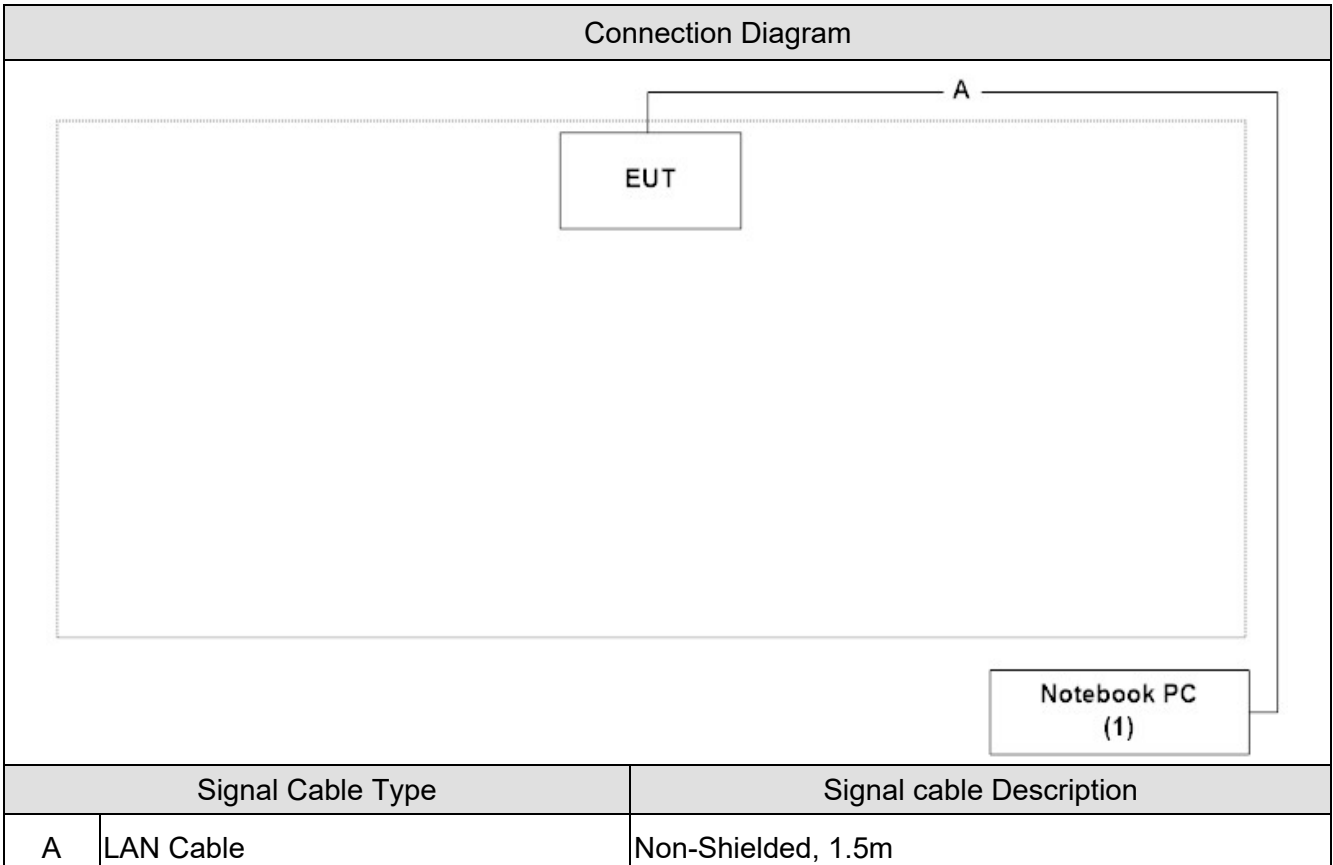 Connection Diagram
A
EUT
Notebook PC
(1)
Signal Cable Type Signal cable Description
A LAN Cable Non-Shielded, 1.5m